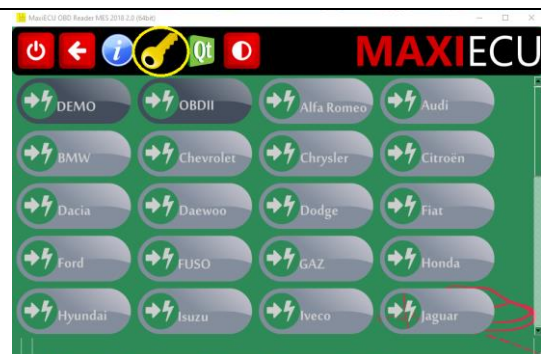 MaxiECU OBD Reader MES 2018 2.0 (64bit)
i Qt MAXIECU
DEMO OBDII Alfa Romeo Audi
BMW Chevrolet Chrysler Citroën
Dacia Daewoo Dodge Fiat
Ford FUSO GAZ Honda
Hyundai Isuzu Iveco Jaguar